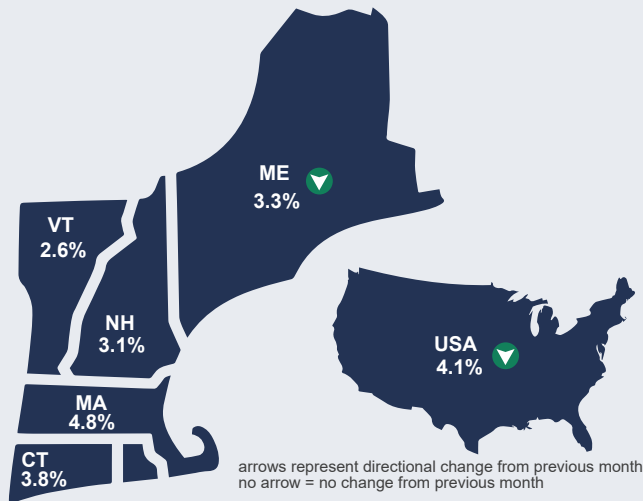 ME
3.3%
VT
2.6%
NH
3.1%
USA
4.1%
MA
4.8%
CT
3.8%
arrows represent directional change from previous month
no arrow = no change from previous month